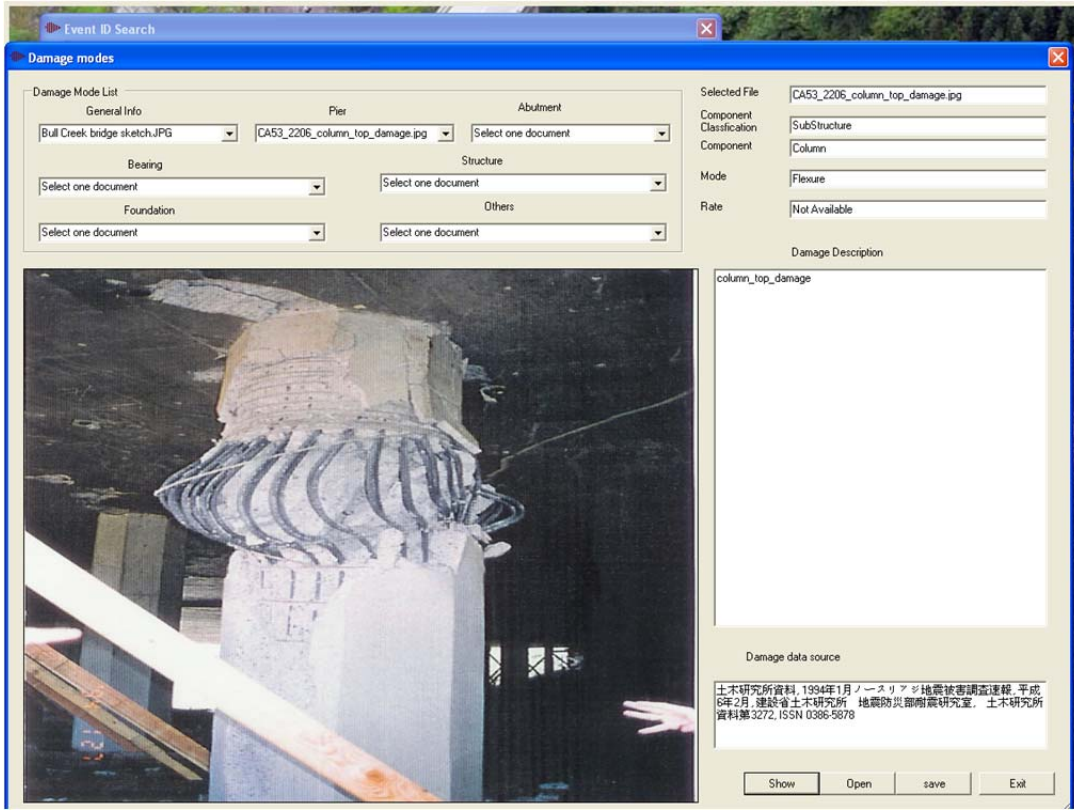 Event ID Search
Damage modes
Damage Mode List
General Info
Pier
Abutment
Bull Creek bridge sketch.JPG
CA53_2206_column_top_damage.jpg
Select one document
Bearing
Structure
Select one document
Select one document
Foundation
Others
Select one document
Select one document
Selected File
CA53_2206_column_top_damage.jpg
Component
Classfication
SubStructure
Component
Column
Mode
Flexure
Rate
Not Available
Damage Description
column_top_damage
Damage data source
土木研究所資料, 1994年1月ノースリアジ地震被害調査速報, 平成
6年2月, 建設省土木研究所 地震防災部耐震研究室, 土木研究所
資料第3272, ISSN 0386-5878
Show
Open
save
Exit